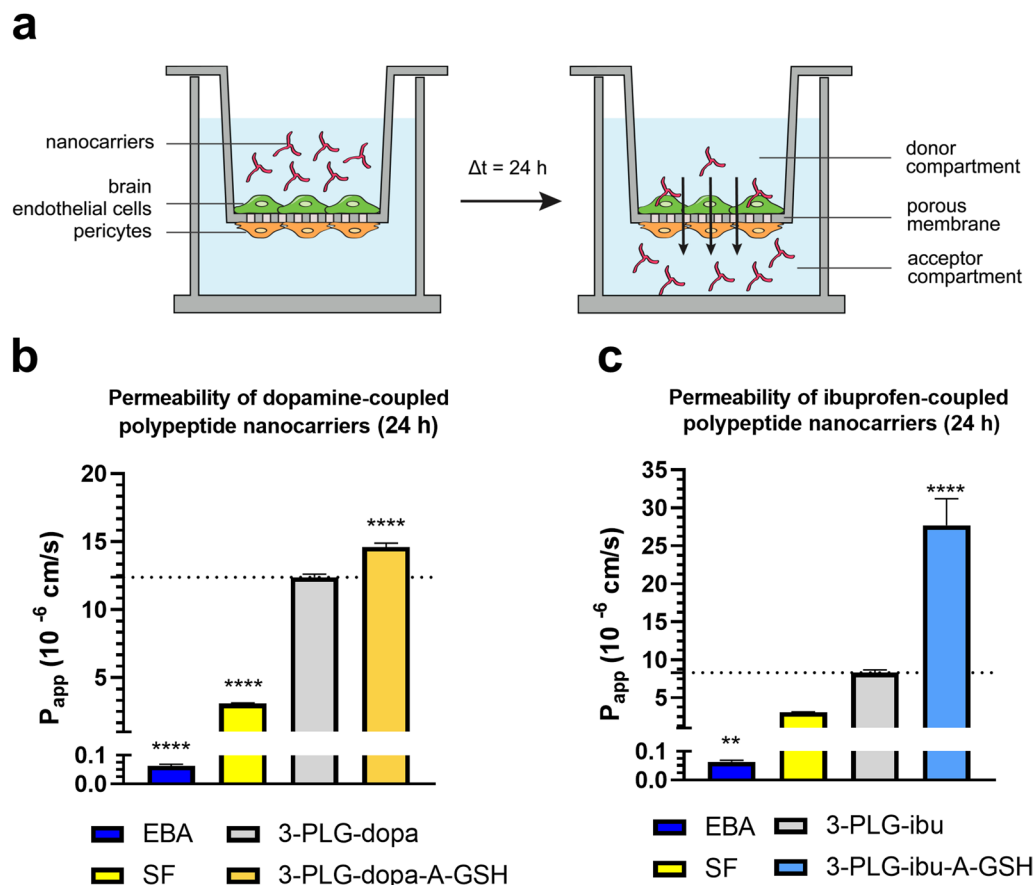 a
nanocarriers
brain
endothelial cells
pericytes
Δt = 24 h
donor
compartment
porous
membrane
acceptor
compartment
b
Permeability of dopamine-coupled
polypeptide nanocarriers (24 h)
Papp (10 -6 cm/s)
20
15
10
5
0.1
0.0
****
****
****
EBA
3-PLG-dopa
SF
3-PLG-dopa-A-GSH
c
Permeability of ibuprofen-coupled
polypeptide nanocarriers (24 h)
Papp (10 -6 cm/s)
35
30
25
20
15
10
5
0.1
0.0
**
****
EBA
3-PLG-ibu
SF
3-PLG-ibu-A-GSH